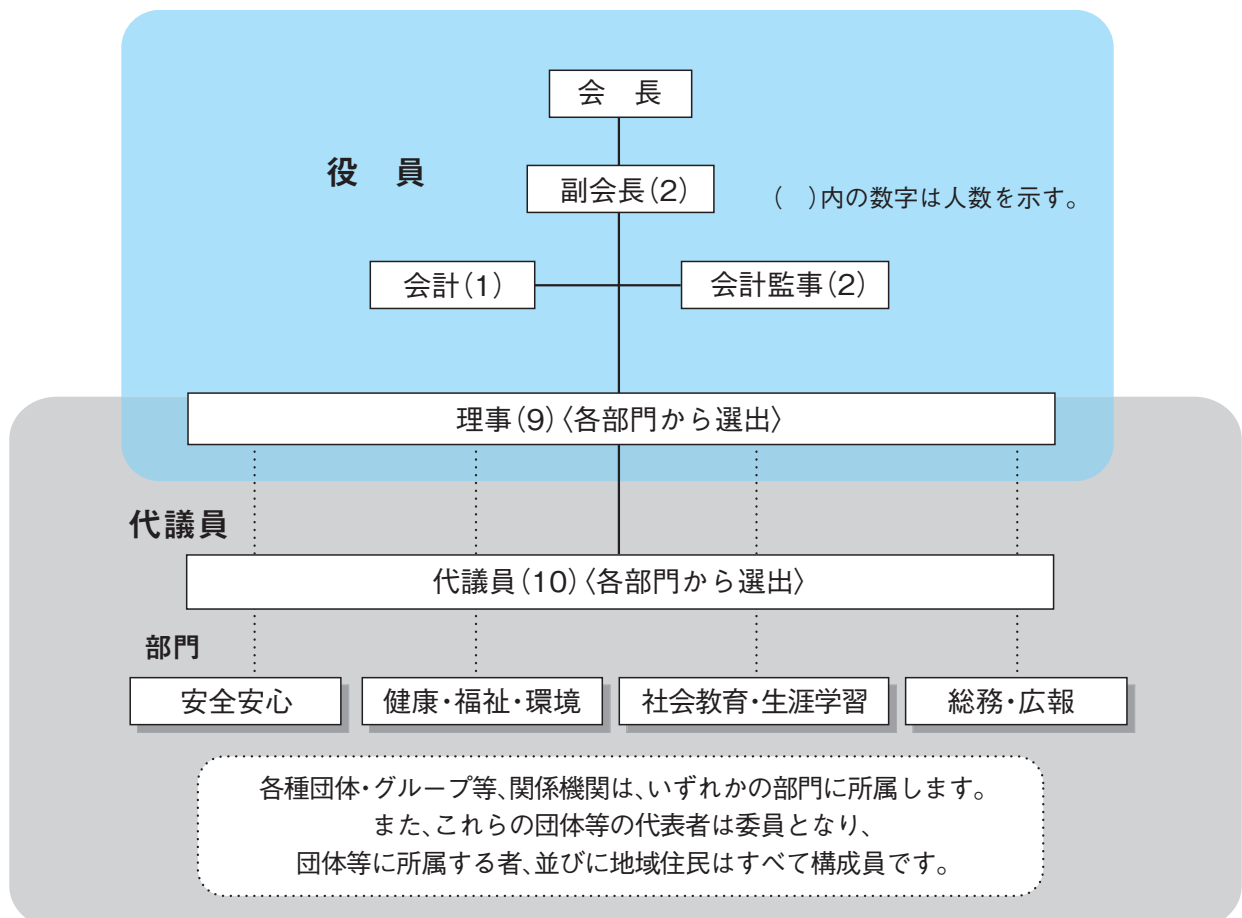 会　長
役　員
副会長（2）
（　）内の数字は人数を示す。
会計（1）
会計監事（2）
理事（9）〈各部門から選出〉
代議員
代議員（10）〈各部門から選出〉
部門
安全安心
健康・福祉・環境
社会教育・生涯学習
総務・広報
各種団体・グループ等、関係機関は、いずれかの部門に所属します。
また、これらの団体等の代表者は委員となり、
団体等に所属する者、並びに地域住民はすべて構成員です。